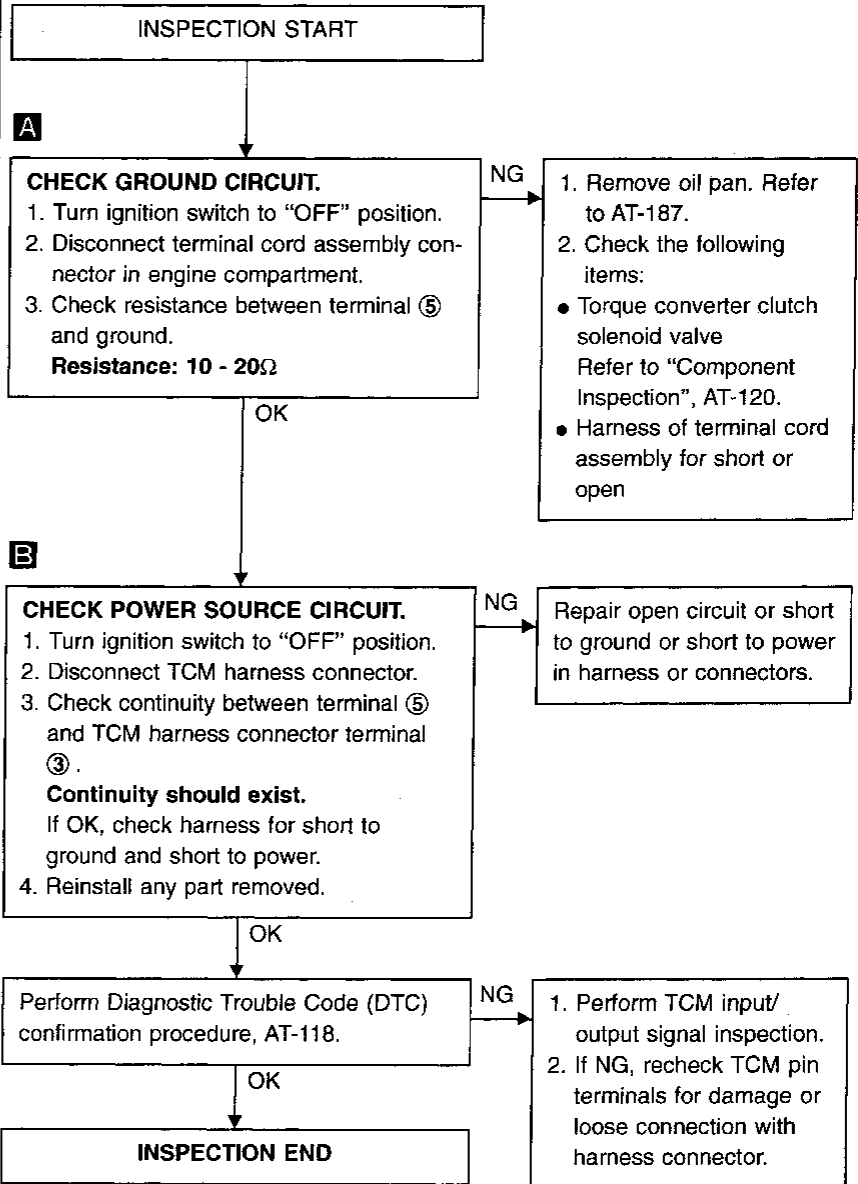 INSPECTION START
A
CHECK GROUND CIRCUIT.
1. Turn ignition switch to "OFF" position.
2. Disconnect terminal cord assembly con-
nector in engine compartment.
3. Check resistance between terminal ⑤
and ground.
Resistance: 10 - 20Ω
NG
1. Remove oil pan. Refer
to AT-187.
2. Check the following
items:
● Torque converter clutch
solenoid valve
Refer to "Component
Inspection", AT-120.
● Harness of terminal cord
assembly for short or
open
OK
B
CHECK POWER SOURCE CIRCUIT.
1. Turn ignition switch to "OFF" position.
2. Disconnect TCM harness connector.
3. Check continuity between terminal ⑤
and TCM harness connector terminal
③ .
Continuity should exist.
If OK, check harness for short to
ground and short to power.
4. Reinstall any part removed.
NG
Repair open circuit or short
to ground or short to power
in harness or connectors.
OK
Perform Diagnostic Trouble Code (DTC)
confirmation procedure, AT-118.
NG
1. Perform TCM input/
output signal inspection.
2. If NG, recheck TCM pin
terminals for damage or
loose connection with
harness connector.
OK
INSPECTION END